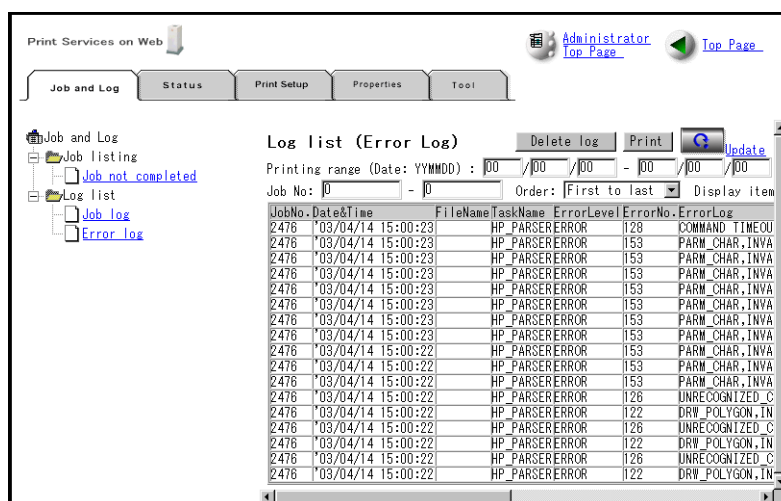 Print Services on Web
Administrator Top Page
Top Page
Job and Log
Status
Print Setup
Properties
Tool
Job and Log
Job listing
Job not completed
Log list
Job log
Error log
Log list (Error Log) Delete log Print Update
Printing range (Date: YYMMDD) : 00 /00 /00 - 00 /00 /00
Job No: 0 - 0 Order: First to last Display item
JobNo. Date&Time FileName TaskName ErrorLevel ErrorNo. ErrorLog
2476 '03/04/14 15:00:23 HP_PARSER ERROR 128 COMMAND TIMEOU
2476 '03/04/14 15:00:23 HP_PARSER ERROR 153 PARM_CHAR,INVA
2476 '03/04/14 15:00:23 HP_PARSER ERROR 153 PARM_CHAR,INVA
2476 '03/04/14 15:00:23 HP_PARSER ERROR 153 PARM_CHAR,INVA
2476 '03/04/14 15:00:23 HP_PARSER ERROR 153 PARM_CHAR,INVA
2476 '03/04/14 15:00:23 HP_PARSER ERROR 153 PARM_CHAR,INVA
2476 '03/04/14 15:00:23 HP_PARSER ERROR 153 PARM_CHAR,INVA
2476 '03/04/14 15:00:23 HP_PARSER ERROR 153 PARM_CHAR,INVA
2476 '03/04/14 15:00:22 HP_PARSER ERROR 153 PARM_CHAR,INVA
2476 '03/04/14 15:00:22 HP_PARSER ERROR 153 PARM_CHAR,INVA
2476 '03/04/14 15:00:22 HP_PARSER ERROR 153 PARM_CHAR,INVA
2476 '03/04/14 15:00:22 HP_PARSER ERROR 126 UNRECOGNIZED_C
2476 '03/04/14 15:00:22 HP_PARSER ERROR 122 DRW_POLYGON,IN
2476 '03/04/14 15:00:22 HP_PARSER ERROR 126 UNRECOGNIZED_C
2476 '03/04/14 15:00:22 HP_PARSER ERROR 122 DRW_POLYGON,IN
2476 '03/04/14 15:00:22 HP_PARSER ERROR 126 UNRECOGNIZED_C
2476 '03/04/14 15:00:22 HP_PARSER ERROR 122 DRW_POLYGON,IN